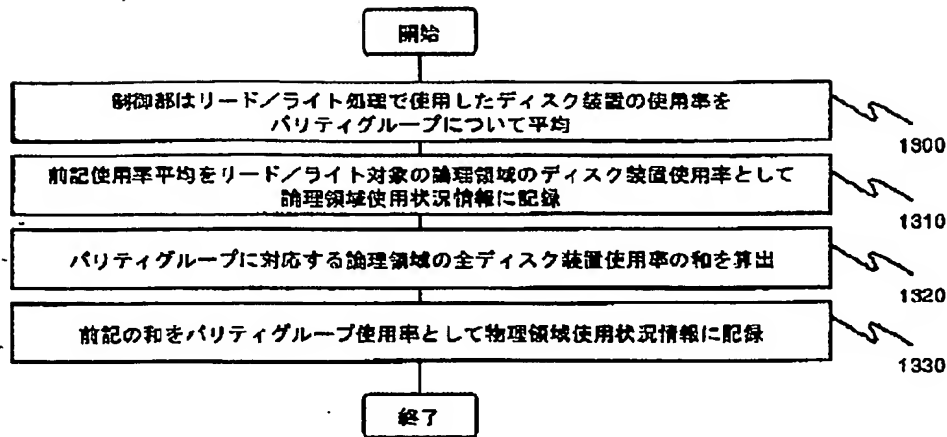 開始
制御部はリード／ライト処理で使用したディスク装置の使用率を
パリティグループについて平均
1300
前記使用率平均をリード／ライト対象の論理領域のディスク装置使用率として
論理領域使用状況情報に記録
1310
パリティグループに対応する論理領域の全ディスク装置使用率の和を算出
1320
前記の和をパリティグループ使用率として物理領域使用状況情報に記録
1330
終了